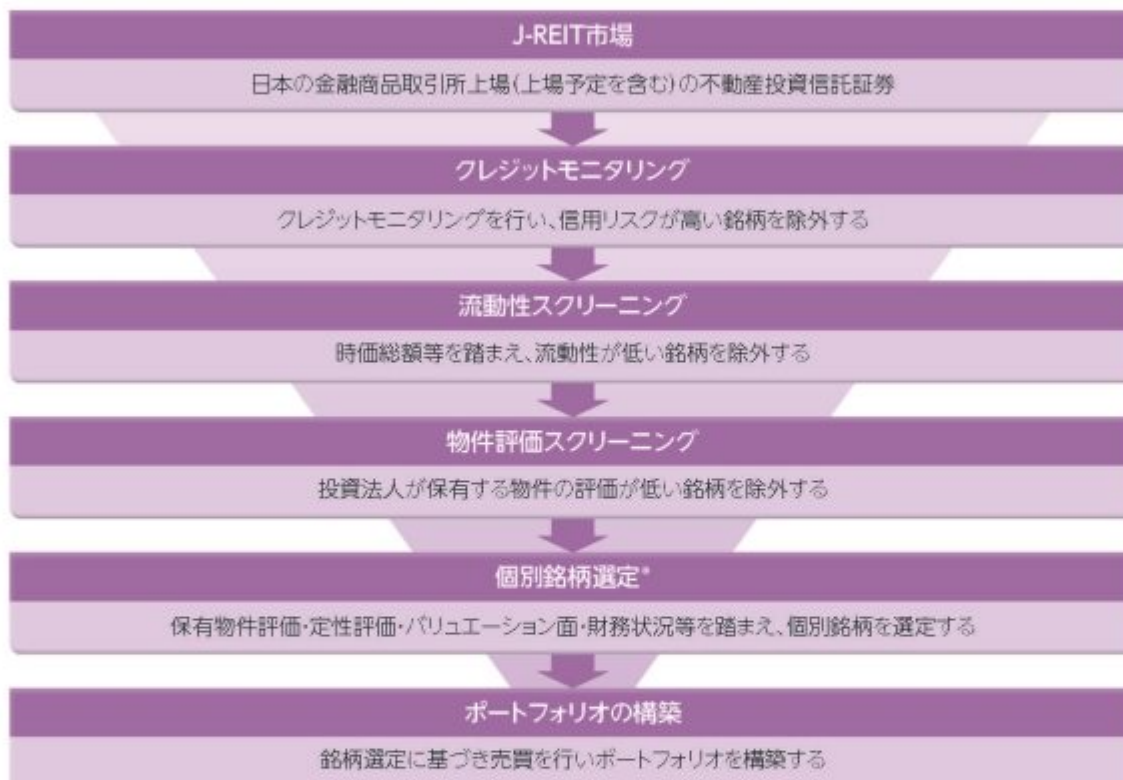 J-REIT市場
日本の金融商品取引所上場(上場予定を含む)の不動産投資信託証券
クレジットモニタリング
クレジットモニタリングを行い、信用リスクが高い銘柄を除外する
流動性スクリーニング
時価総額等を踏まえ、流動性が低い銘柄を除外する
物件評価スクリーニング
投資法人が保有する物件の評価が低い銘柄を除外する
個別銘柄選定*
保有物件評価・定性評価・バリュエーション面・財務状況等を踏まえ、個別銘柄を選定する
ポートフォリオの構築
銘柄選定に基づき売買を行いポートフォリオを構築する